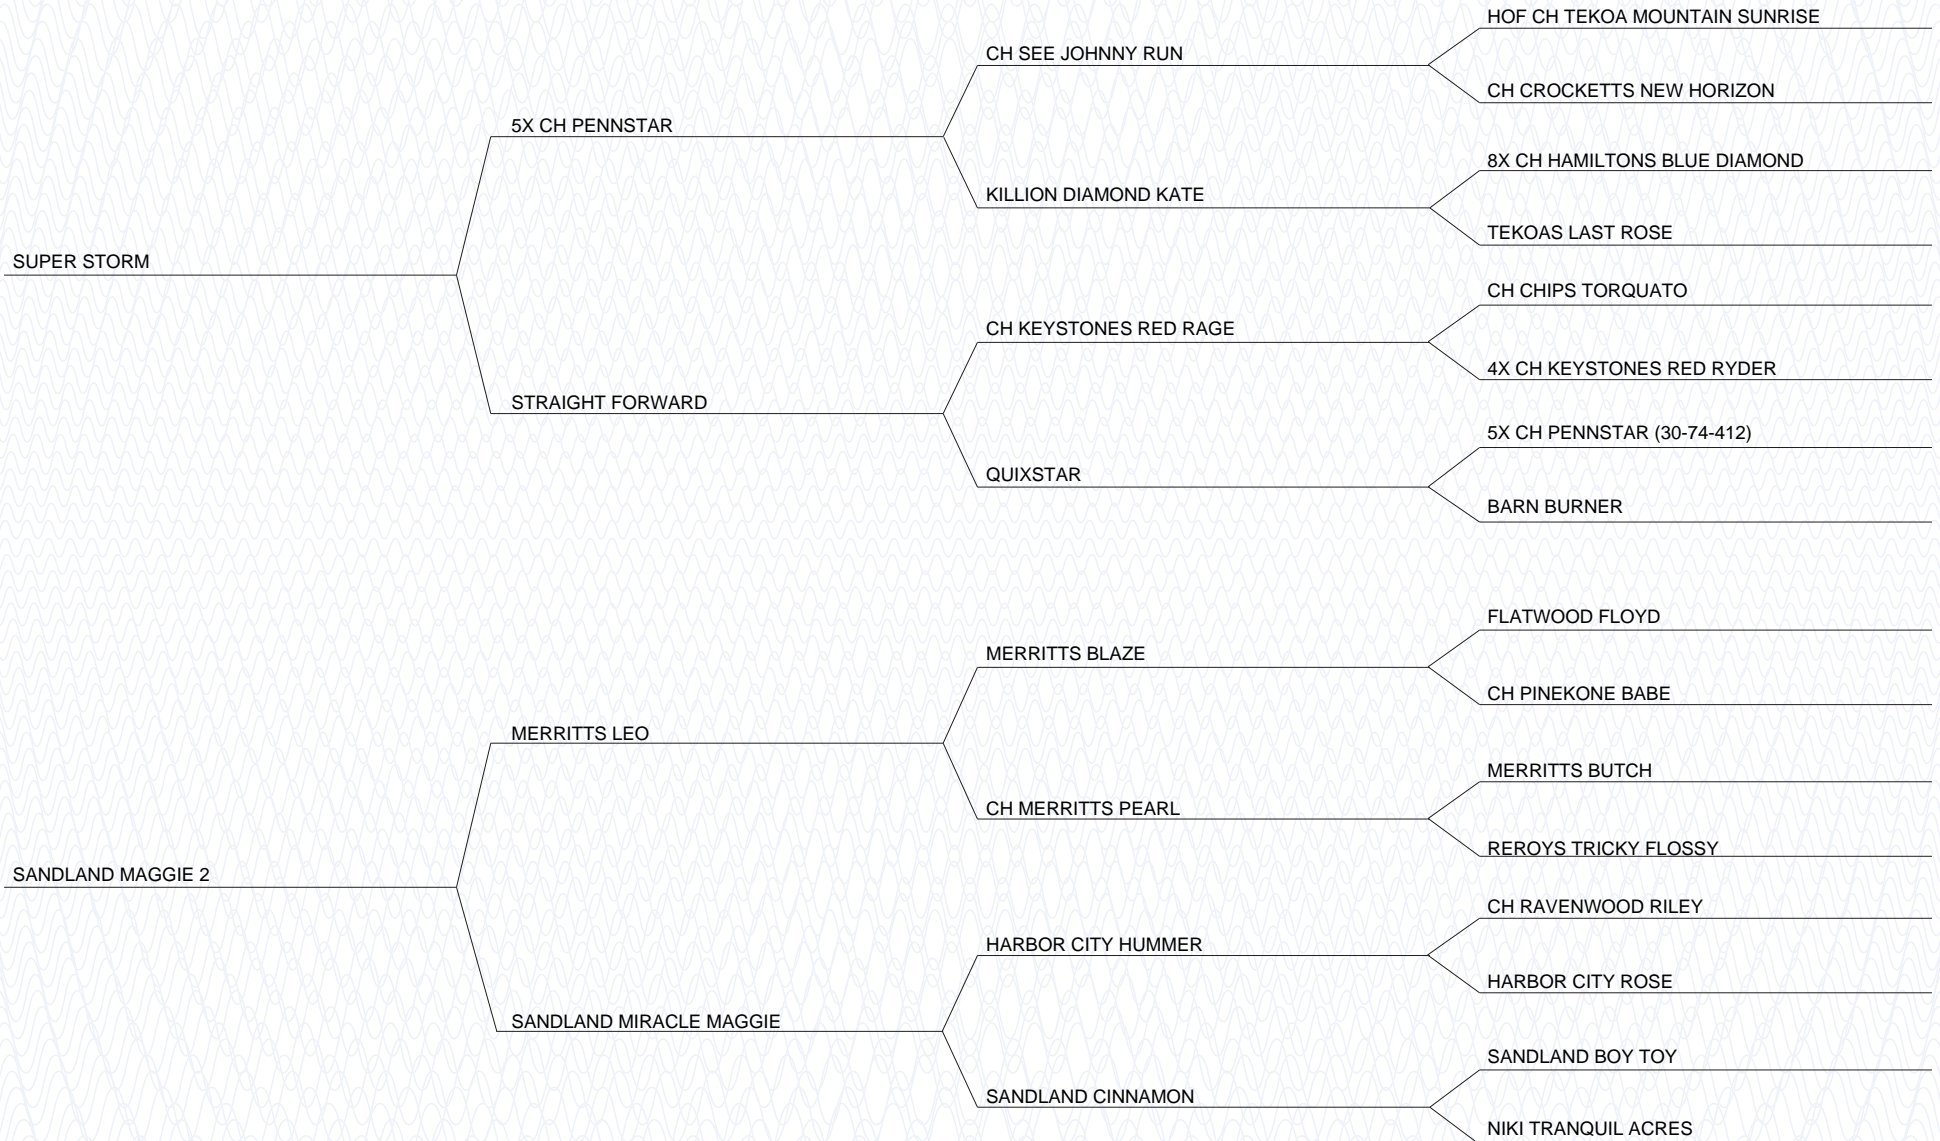 HOF CH TEKOA MOUNTAIN SUNRISE
CH SEE JOHNNY RUN
CH CROCKETTS NEW HORIZON
5X CH PENNSTAR
8X CH HAMILTONS BLUE DIAMOND
KILLION DIAMOND KATE
TEKOAS LAST ROSE
SUPER STORM
CH CHIPS TORQUATO
CH KEYSTONES RED RAGE
4X CH KEYSTONES RED RYDER
STRAIGHT FORWARD
5X CH PENNSTAR (30-74-412)
QUIXSTAR
BARN BURNER
FLATWOOD FLOYD
MERRITTS BLAZE
CH PINEKONE BABE
MERRITTS LEO
MERRITTS BUTCH
CH MERRITTS PEARL
REROYS TRICKY FLOSSY
SANDLAND MAGGIE 2
CH RAVENWOOD RILEY
HARBOR CITY HUMMER
HARBOR CITY ROSE
SANDLAND MIRACLE MAGGIE
SANDLAND BOY TOY
SANDLAND CINNAMON
NIKI TRANQUIL ACRES